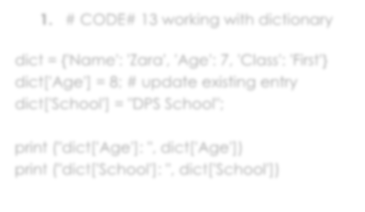 1. # CODE# 13 working with dictionary
dict = {'Name': 'Zara', 'Age': 7, 'Class': 'First'}
dict['Age'] = 8; # update existing entry
dict['School'] = "DPS School";
print ("dict['Age']: ", dict['Age'])
print ("dict['School']: ", dict['School'])